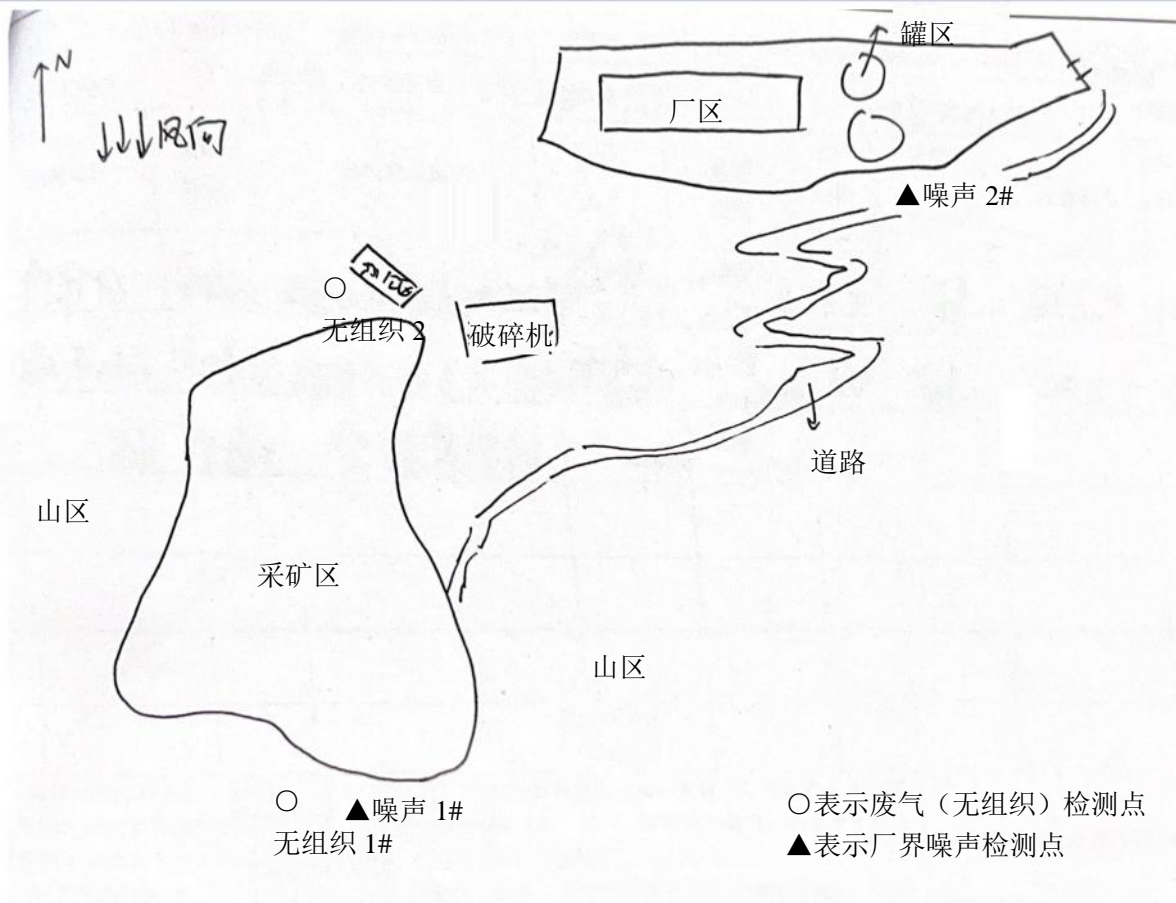 N
风向
罐区
厂区
▲噪声 2#
无组织 2
破碎机
道路
山区
采矿区
山区
▲噪声 1#
无组织 1#
○表示废气（无组织）检测点
▲表示厂界噪声检测点